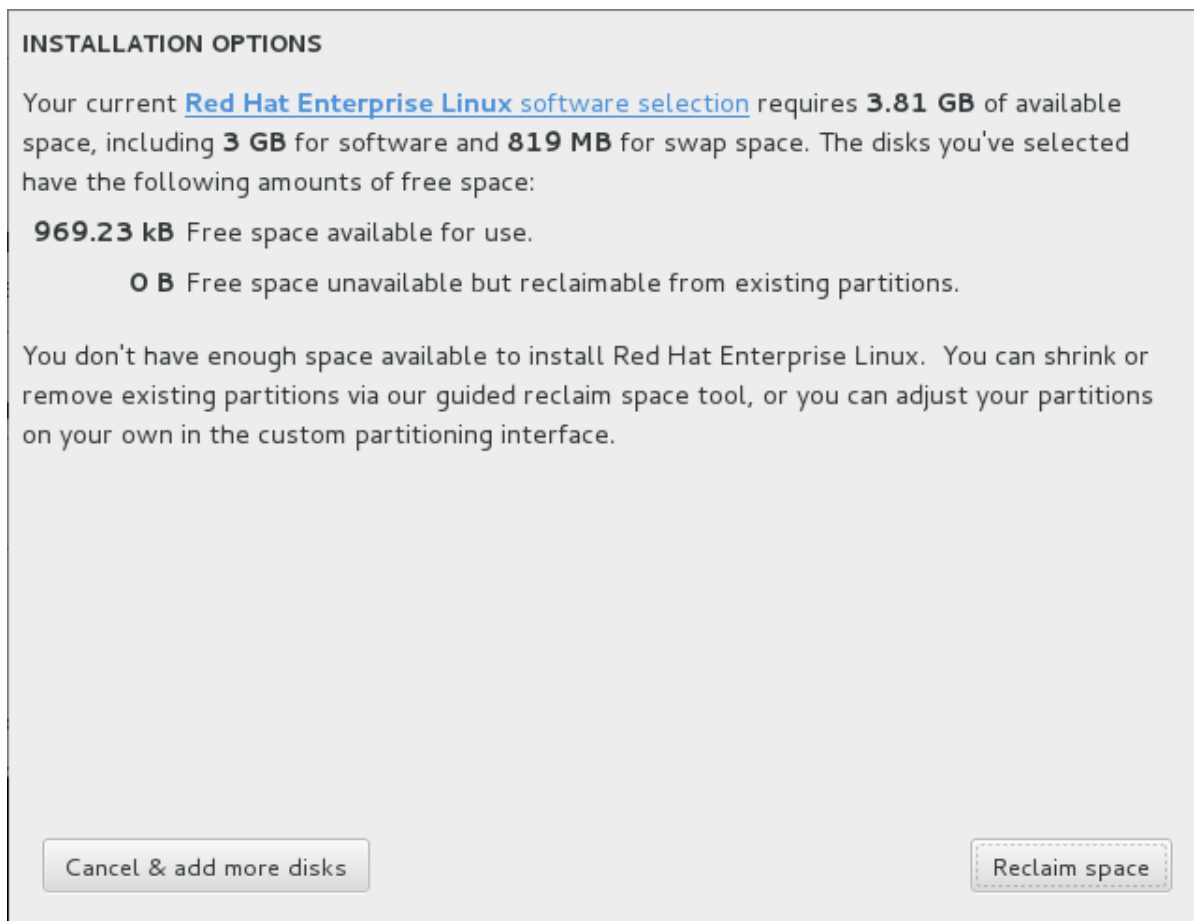 INSTALLATION OPTIONS
Your current Red Hat Enterprise Linux software selection requires 3.81 GB of available
space, including 3 GB for software and 819 MB for swap space. The disks you've selected
have the following amounts of free space:
969.23 kB Free space available for use.
0 B Free space unavailable but reclaimable from existing partitions.
You don't have enough space available to install Red Hat Enterprise Linux.  You can shrink or
remove existing partitions via our guided reclaim space tool, or you can adjust your partitions
on your own in the custom partitioning interface.
Cancel & add more disks
Reclaim space